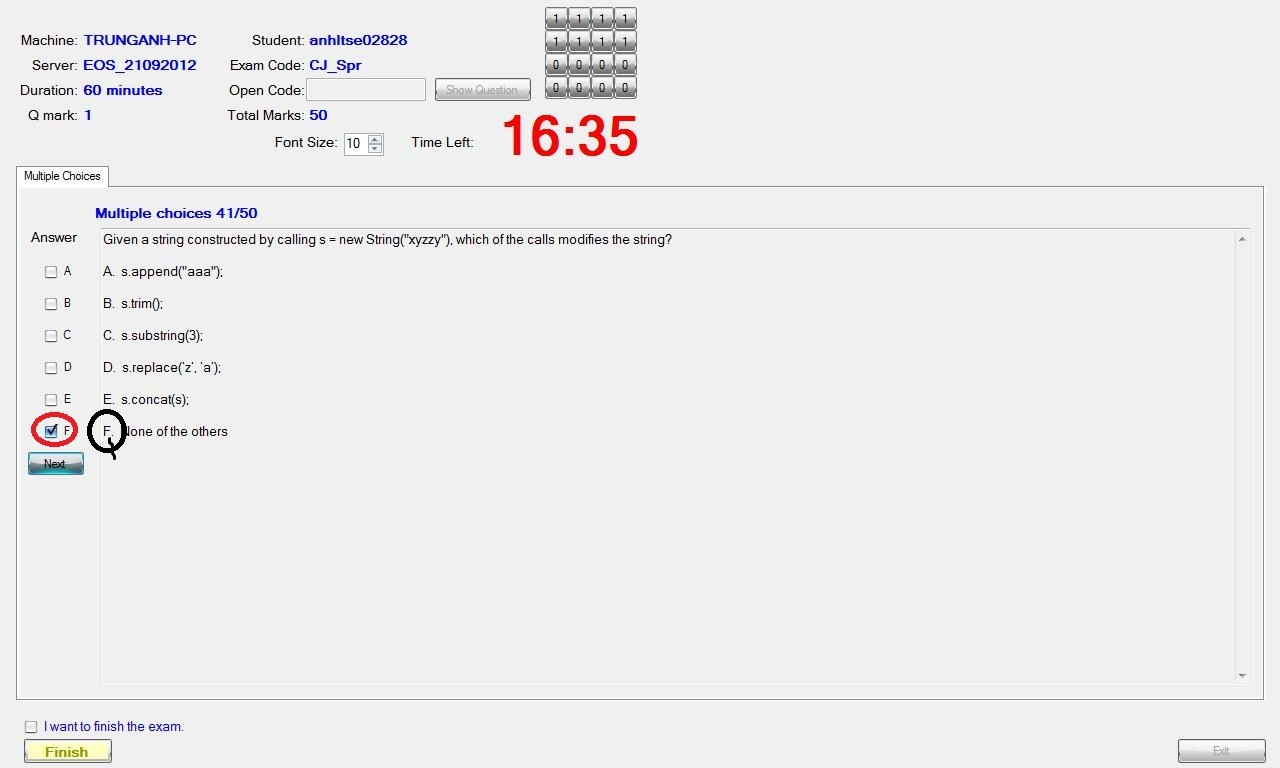 1 1 1 1
Machine: TRUNGANH-PC Student: anhltse02828 1 1 1 1
Server: EOS_21092012 Exam Code: CJ_Spr 0 0 0 0
Duration: 60 minutes Open Code: Show Question 0 0 0 0
Q mark: 1 Total Marks: 50
Font Size: 10 Time Left: 16:35
Multiple Choices
Multiple choices 41/50
Answer Given a string constructed by calling s = new String("xyzzy"), which of the calls modifies the string?
A A. s.append("aaa");
B B. s.trim();
C C. s.substring(3);
D D. s.replace('z', 'a');
E E. s.concat(s);
F F. None of the others
Next
I want to finish the exam.
Finish Exit